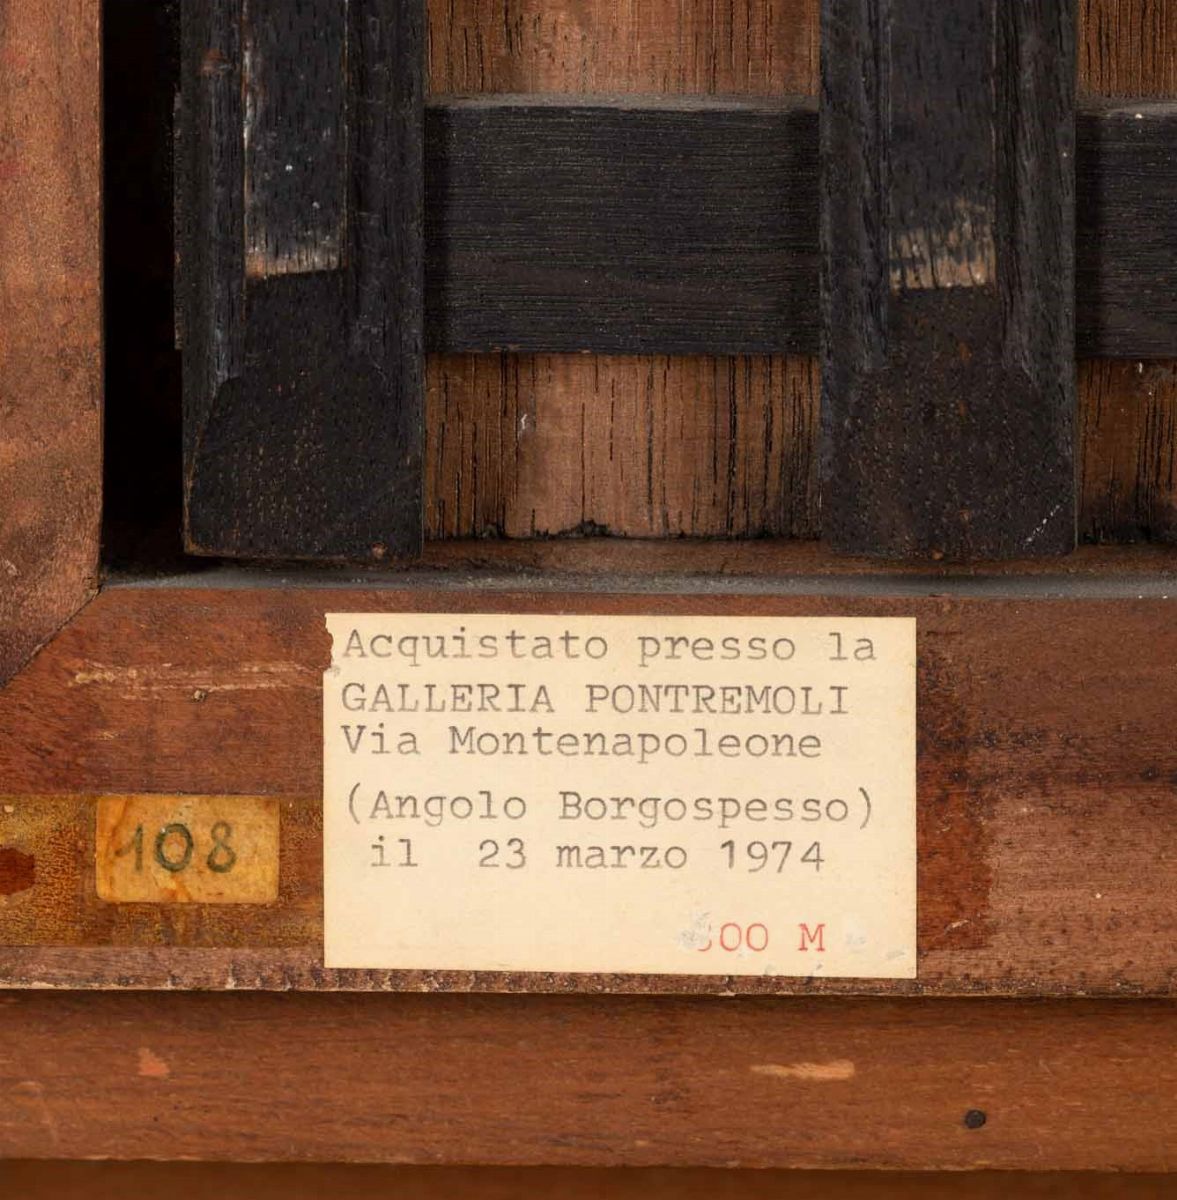 Acquistato presso la
GALLERIA PONTREMOLI
Via Montenapoleone
(Angolo Borgospesso)
il 23 marzo 1974
M
108